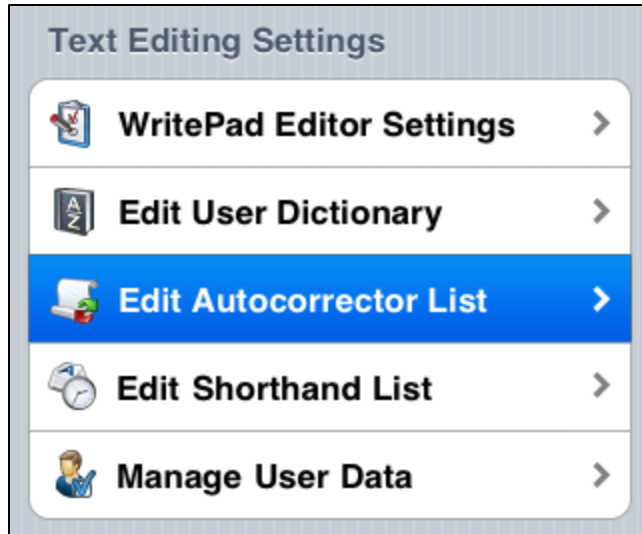 Text Editing Settings
WritePad Editor Settings
Edit User Dictionary
Edit Autocorrector List
Edit Shorthand List
Manage User Data